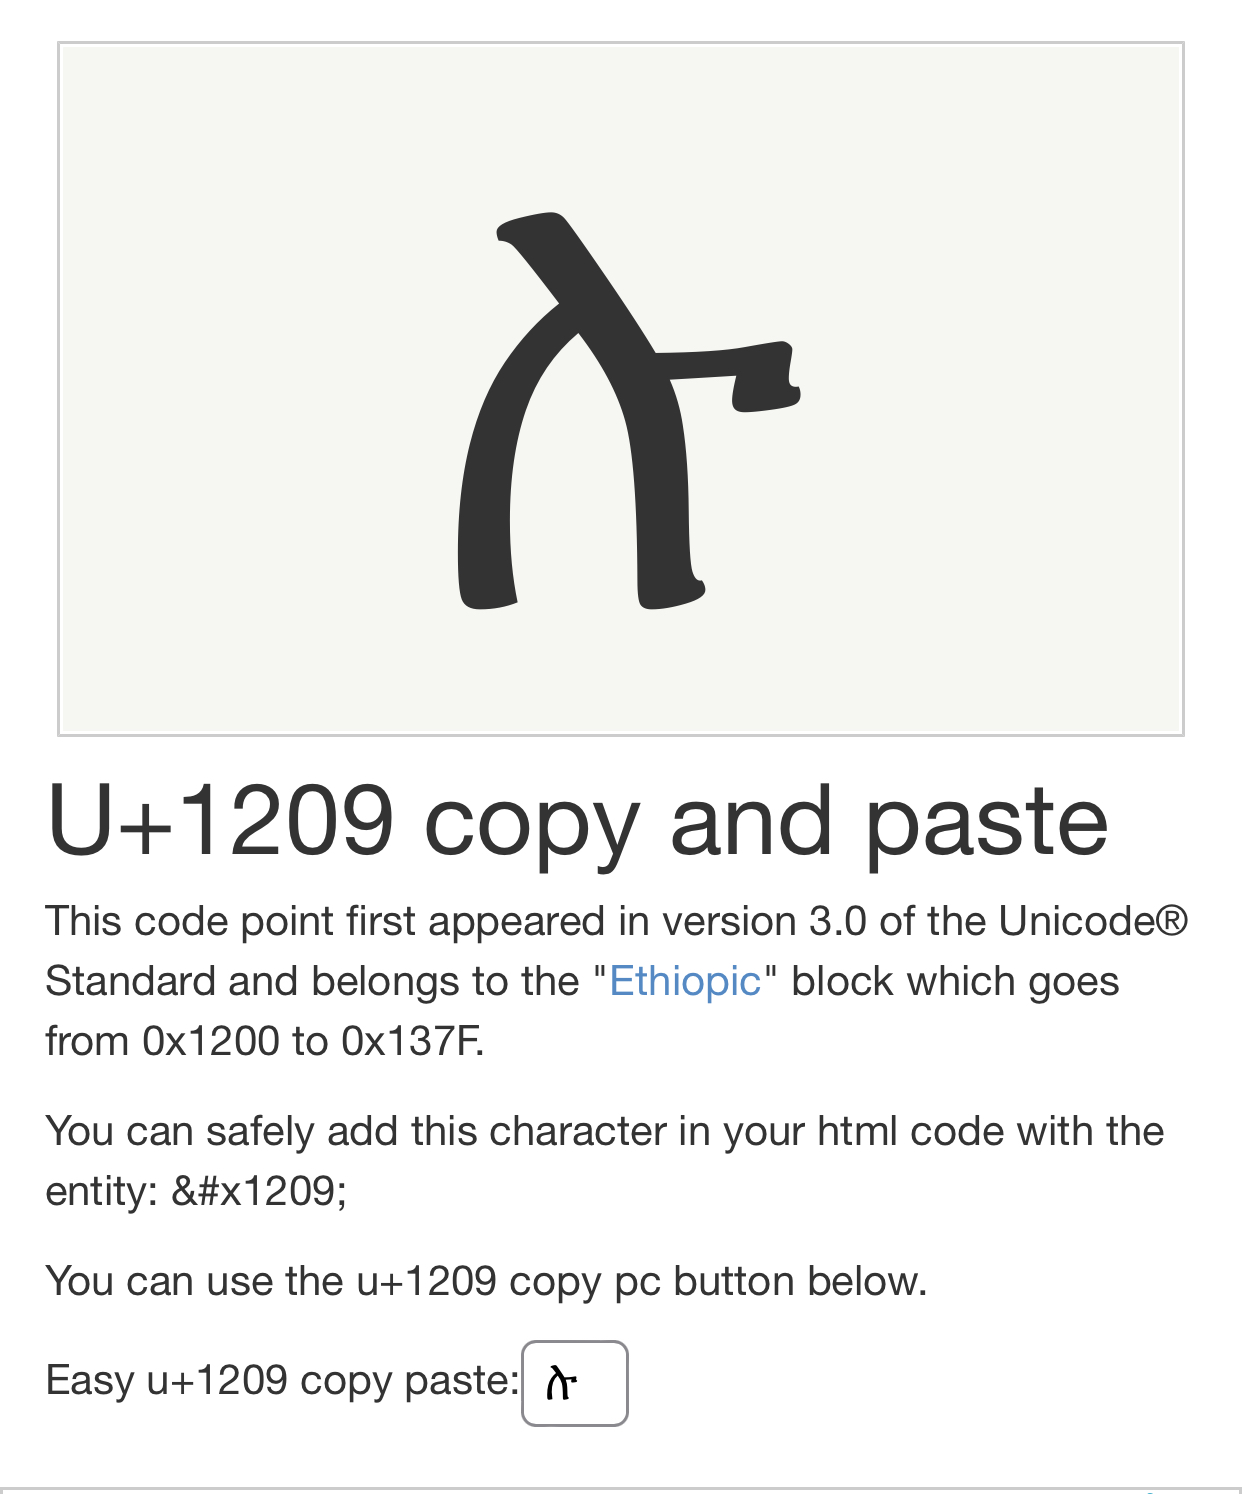 ሉ
U+1209 copy and paste
This code point first appeared in version 3.0 of the Unicode®
Standard and belongs to the "Ethiopic" block which goes
from 0x1200 to 0x137F.
You can safely add this character in your html code with the
entity: &#x1209;
You can use the u+1209 copy pc button below.
Easy u+1209 copy paste: ሉ